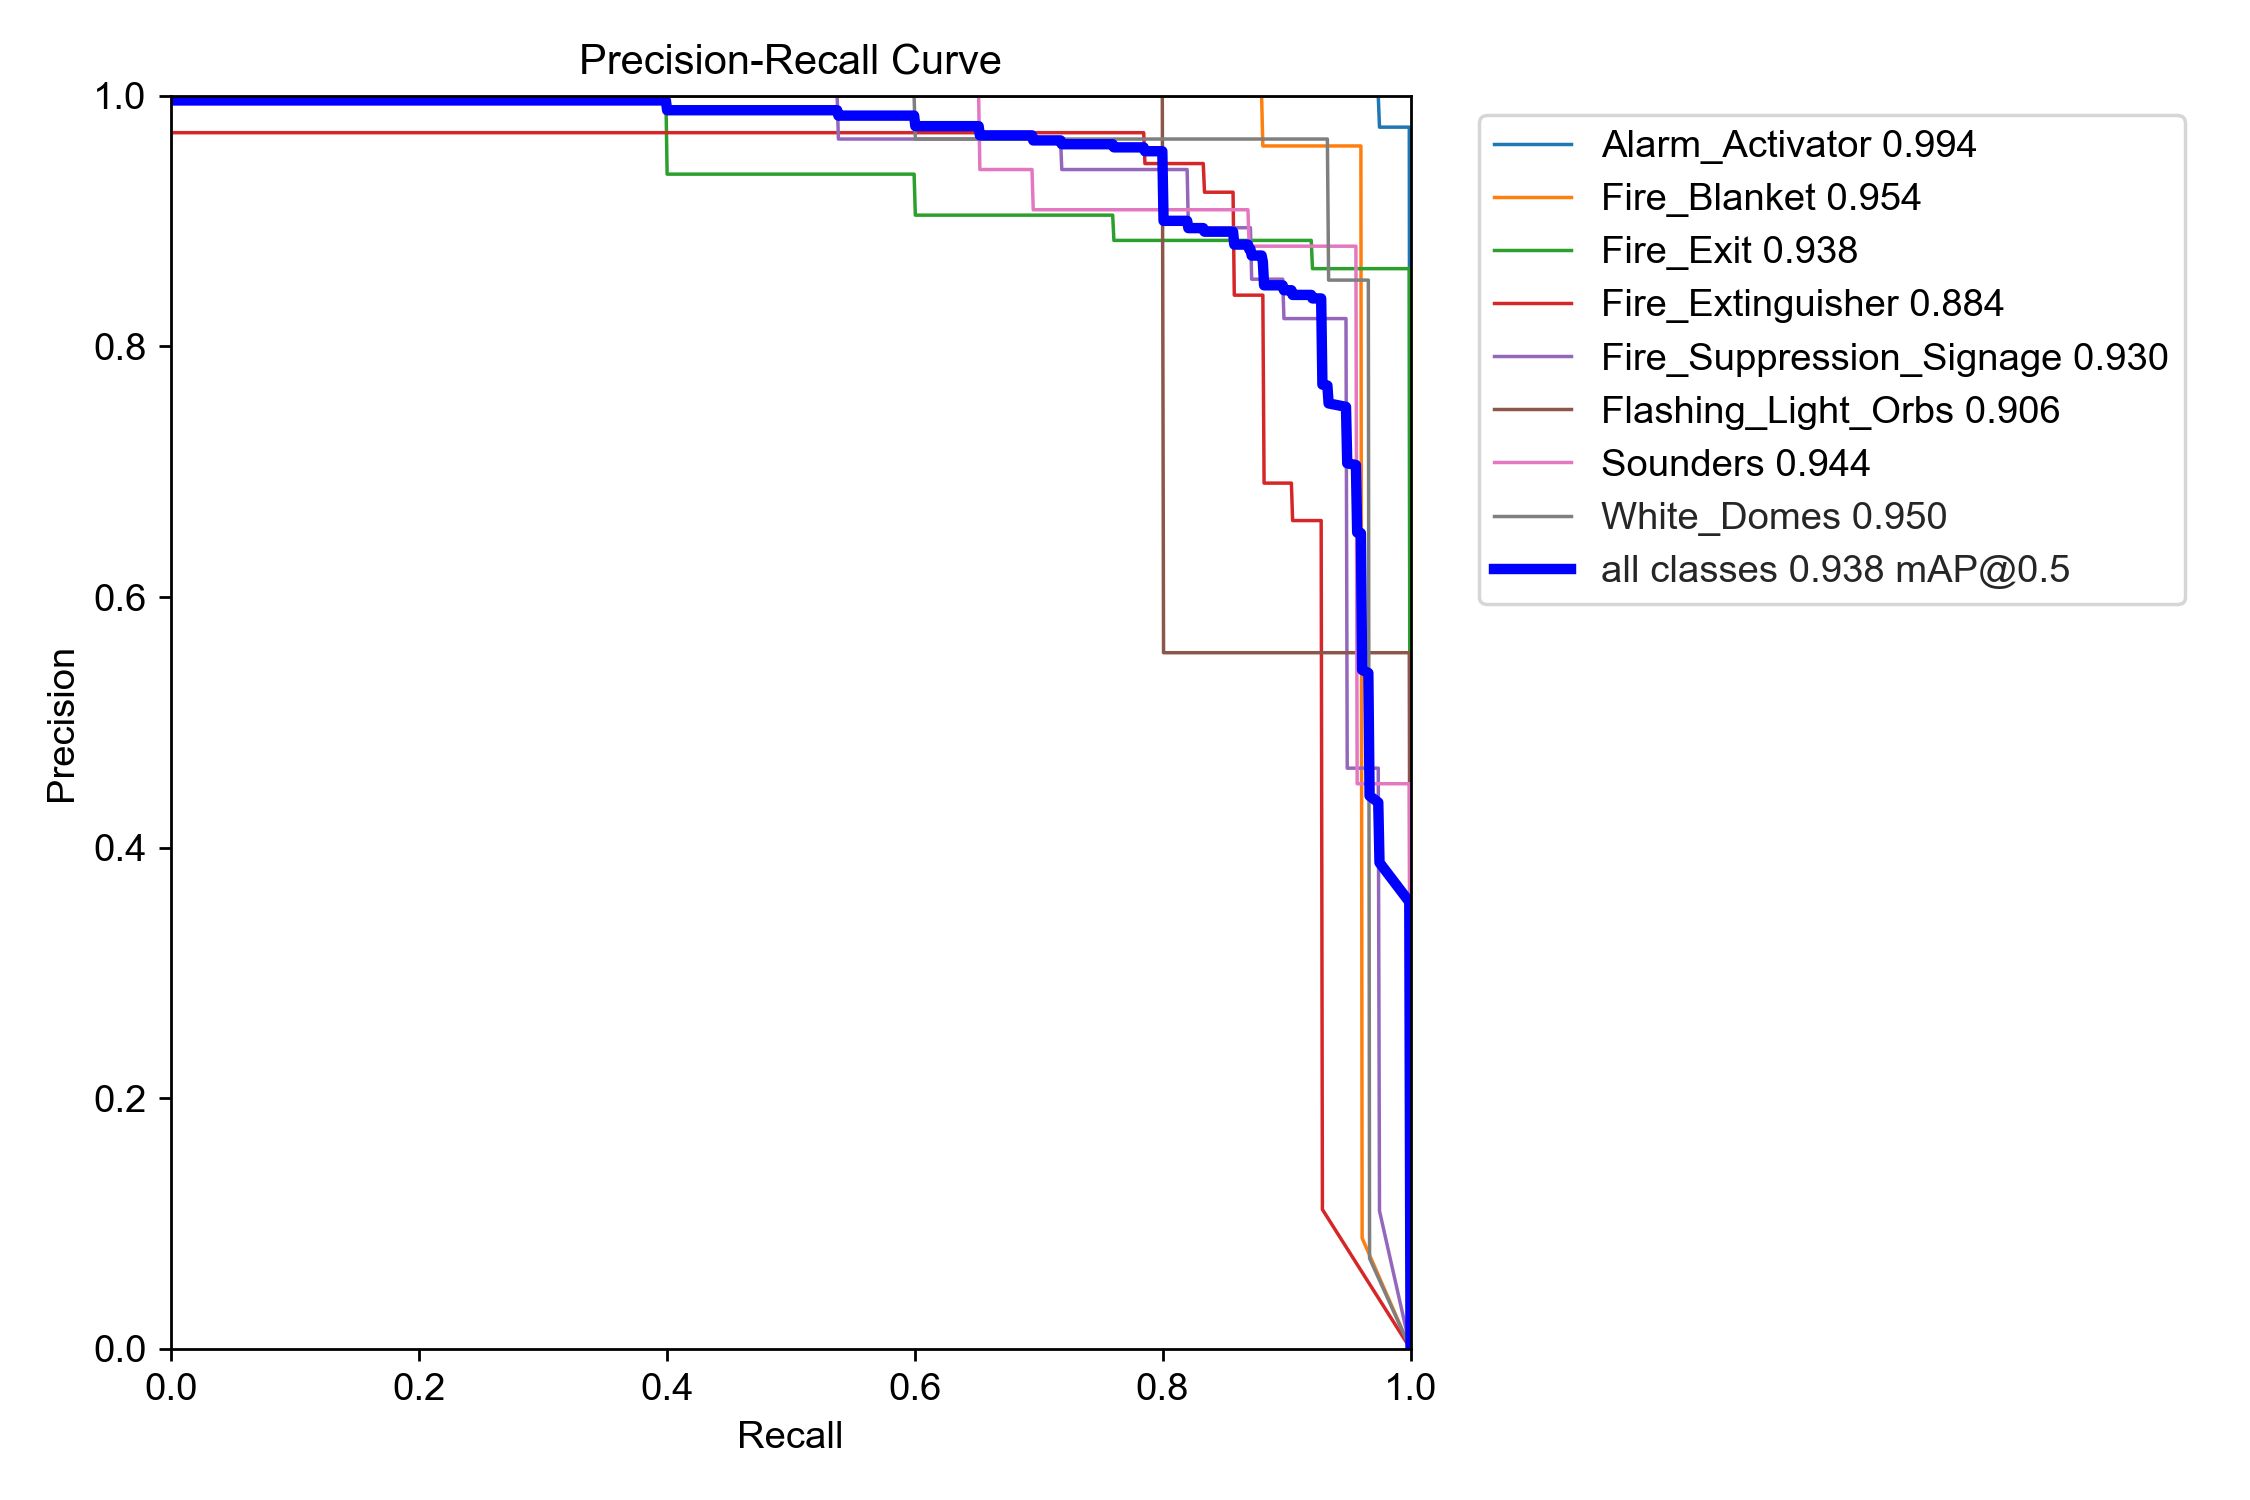 Precision-Recall Curve
1.0
0.8
0.6
0.4
0.2
0.0
Precision
0.0 0.2 0.4 0.6 0.8 1.0
Recall
Alarm_Activator 0.994
Fire_Blanket 0.954
Fire_Exit 0.938
Fire_Extinguisher 0.884
Fire_Suppression_Signage 0.930
Flashing_Light_Orbs 0.906
Sounders 0.944
White_Domes 0.950
all classes 0.938 mAP@0.5